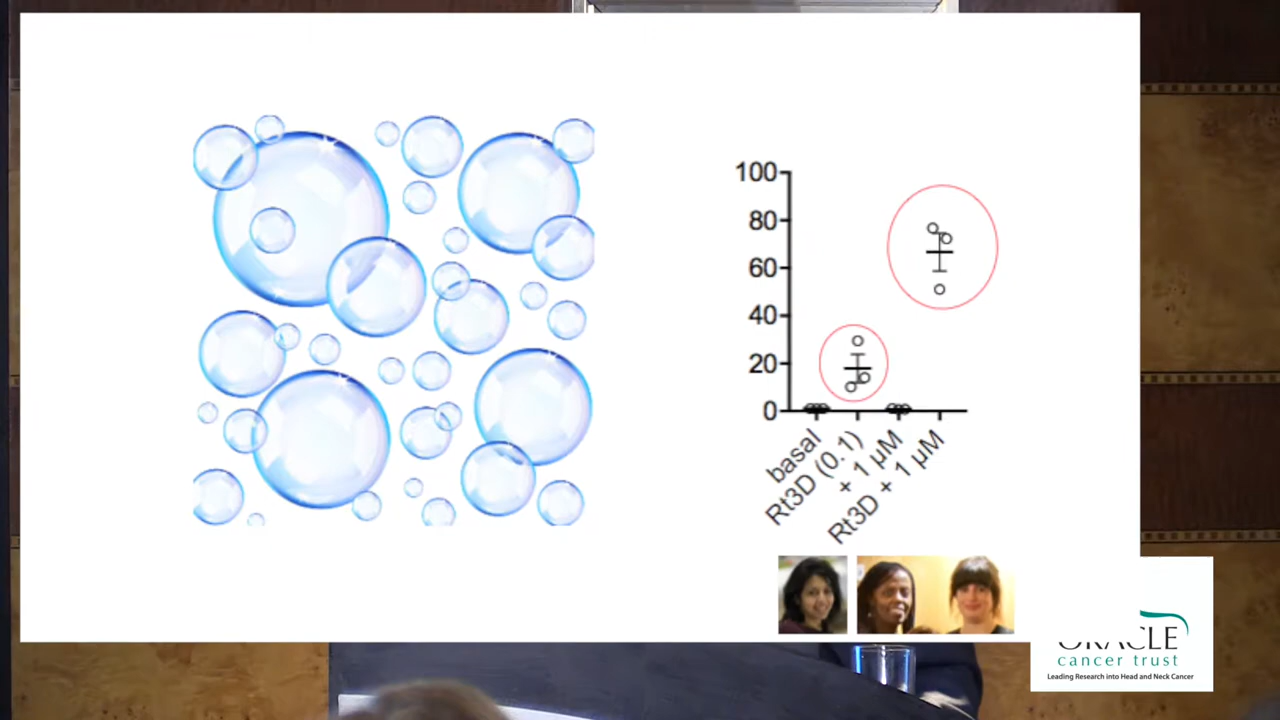 100
80
60
40
20
0
basal
Rt3D (0.1)
+ 1 µM
Rt3D + 1 µM
ORACLE
cancer trust
Leading Research into Head and Neck Cancer